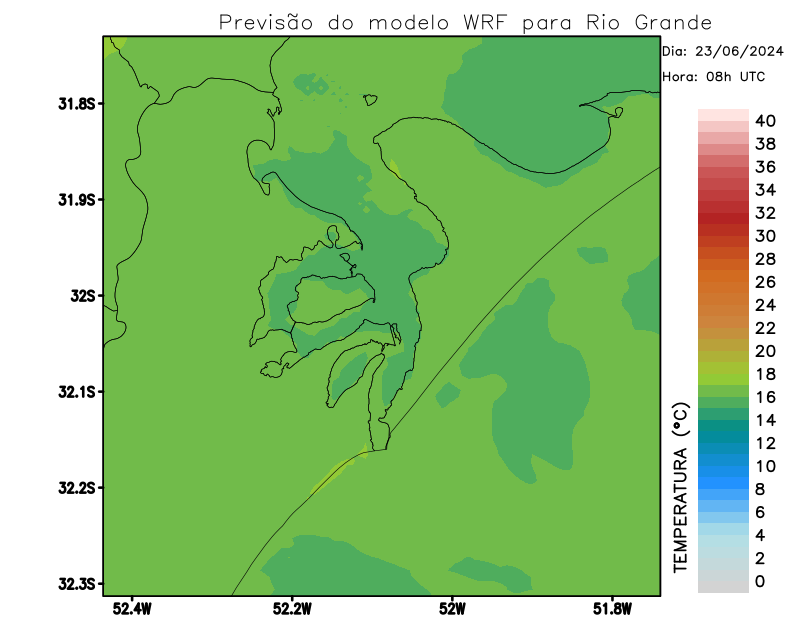 Previsão do modelo WRF para Rio Grande
Dia: 23/06/2024
Hora: 08h UTC
31.8S
31.9S
32S
32.1S
32.2S
32.3S
52.4W
52.2W
52W
51.8W
TEMPERATURA (°C)
40
38
36
34
32
30
28
26
24
22
20
18
16
14
12
10
8
6
4
2
0